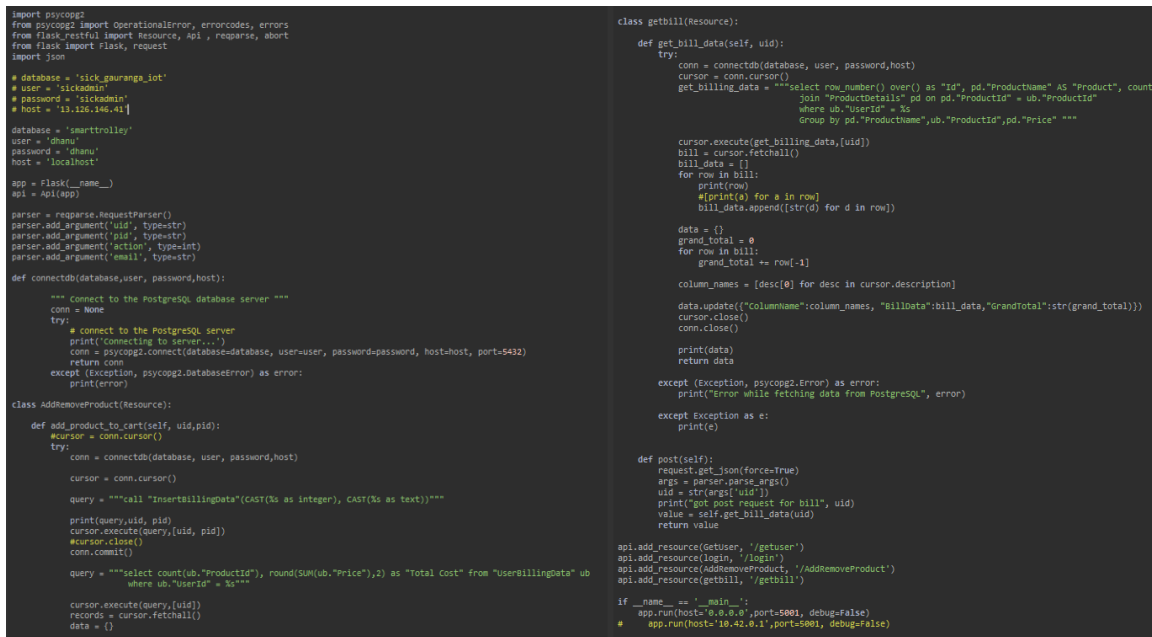 import psycopg2
from psycopg2 import OperationalError, errorcodes, errors
from flask_restful import Resource, Api , reqparse, abort
from flask import Flask, request
import json
# database = 'sick_gauranga_iot'
# user = 'sickadmin'
# password = 'sickadmin'
# host = '13.126.146.41'
database = 'smarttrolley'
user = 'dhanu'
password = 'dhanu'
host = 'localhost'
app = Flask(__name__)
api = Api(app)
parser = reqparse.RequestParser()
parser.add_argument('uid', type=str)
parser.add_argument('pid', type=str)
parser.add_argument('action', type=int)
parser.add_argument('email', type=str)
def connectdb(database,user, password,host):
""" Connect to the PostgreSQL database server """
conn = None
try:
# connect to the PostgreSQL server
print('Connecting to server...')
conn = psycopg2.connect(database=database, user=user, password=password, host=host, port=5432)
return conn
except (Exception, psycopg2.DatabaseError) as error:
print(error)
class AddRemoveProduct(Resource):
def add_product_to_cart(self, uid,pid):
#cursor = conn.cursor()
try:
conn = connectdb(database, user, password,host)
cursor = conn.cursor()
query = """call "InsertBillingData"(CAST(%s as integer), CAST(%s as text))"""
print(query,uid, pid)
cursor.execute(query,[uid, pid])
#cursor.close()
conn.commit()
query = """select count(ub."ProductId"), round(SUM(ub."Price"),2) as "Total Cost" from "UserBillingData" ub
where ub."UserId" = %s"""
cursor.execute(query,[uid])
records = cursor.fetchall()
data = {}
class getbill(Resource):
def get_bill_data(self, uid):
try:
conn = connectdb(database, user, password,host)
cursor = conn.cursor()
get_billing_data = """select row_number() over() as "Id", pd."ProductName" AS "Product", count
join "ProductDetails" pd on pd."ProductId" = ub."ProductId"
where ub."UserId" = %s
Group by pd."ProductName",ub."ProductId",pd."Price" """
cursor.execute(get_billing_data,[uid])
bill = cursor.fetchall()
bill_data = []
for row in bill:
print(row)
#[print(a) for a in row]
bill_data.append([str(d) for d in row])
data = {}
grand_total = 0
for row in bill:
grand_total += row[-1]
column_names = [desc[0] for desc in cursor.description]
data.update({"ColumnName":column_names, "BillData":bill_data,"GrandTotal":str(grand_total)})
cursor.close()
conn.close()
print(data)
return data
except (Exception, psycopg2.Error) as error:
print("Error while fetching data from PostgreSQL", error)
except Exception as e:
print(e)
def post(self):
request.get_json(force=True)
args = parser.parse_args()
uid = str(args['uid'])
print("got post request for bill", uid)
value = self.get_bill_data(uid)
return value
api.add_resource(GetUser, '/getuser')
api.add_resource(login, '/login')
api.add_resource(AddRemoveProduct, '/AddRemoveProduct')
api.add_resource(getbill, '/getbill')
if __name__ == '__main__':
app.run(host='0.0.0.0',port=5001, debug=False)
# app.run(host='10.42.0.1',port=5001, debug=False)